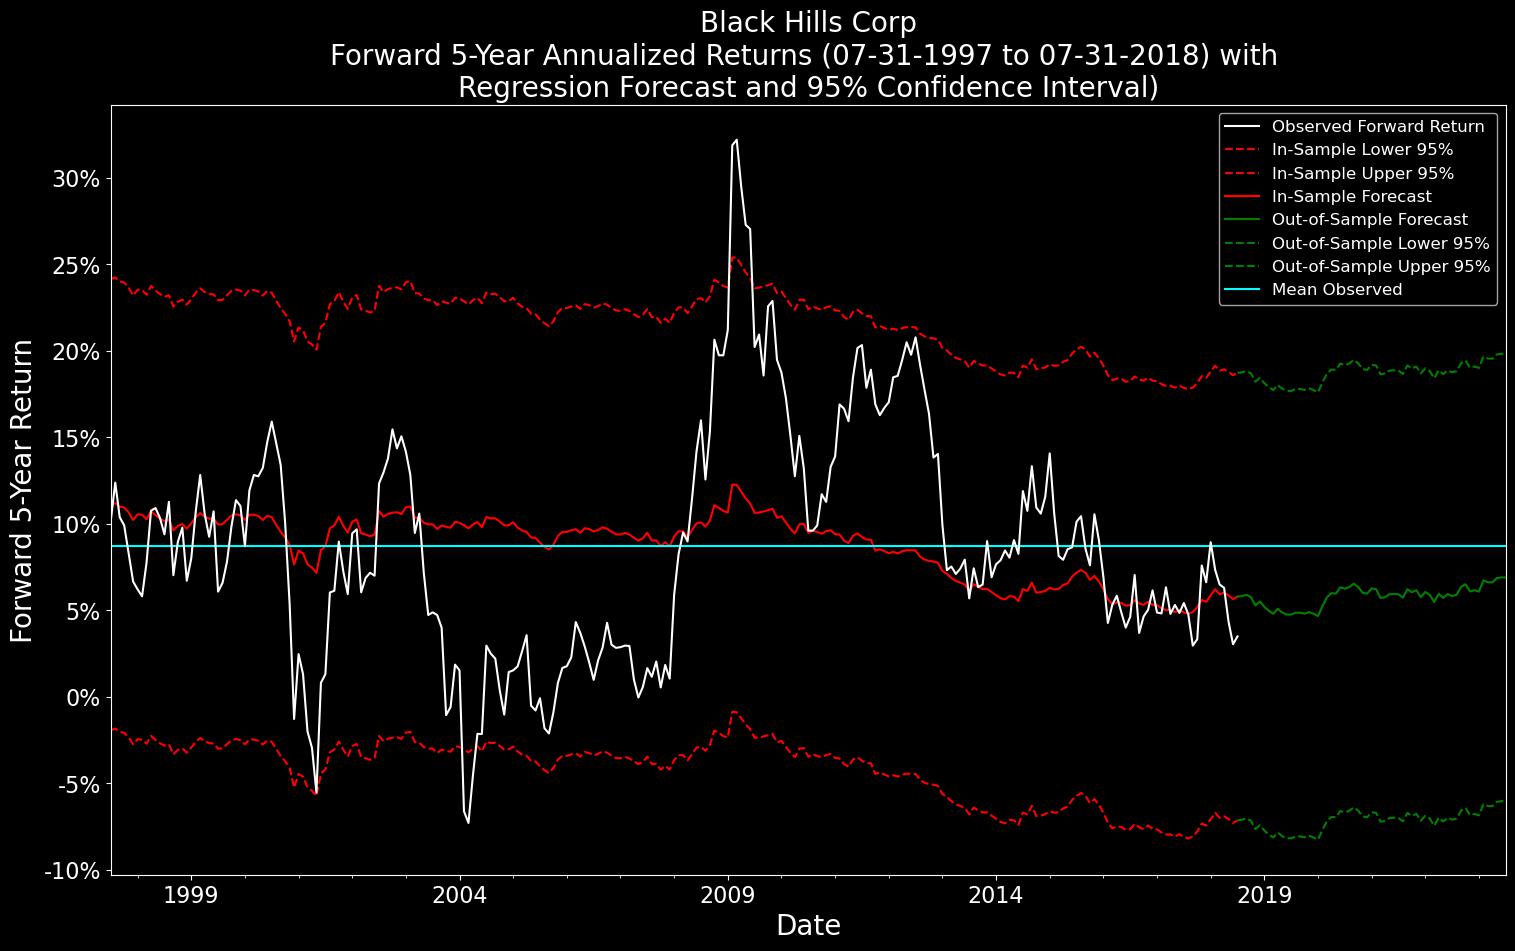 Black Hills Corp
Forward 5-Year Annualized Returns (07-31-1997 to 07-31-2018) with
Regression Forecast and 95% Confidence Interval)
Observed Forward Return
In-Sample Lower 95%
In-Sample Upper 95%
In-Sample Forecast
Out-of-Sample Forecast
Out-of-Sample Lower 95%
Out-of-Sample Upper 95%
Mean Observed
Forward 5-Year Return
30%
25%
20%
15%
10%
5%
0%
-5%
-10%
1999 2004 2009 2014 2019
Date